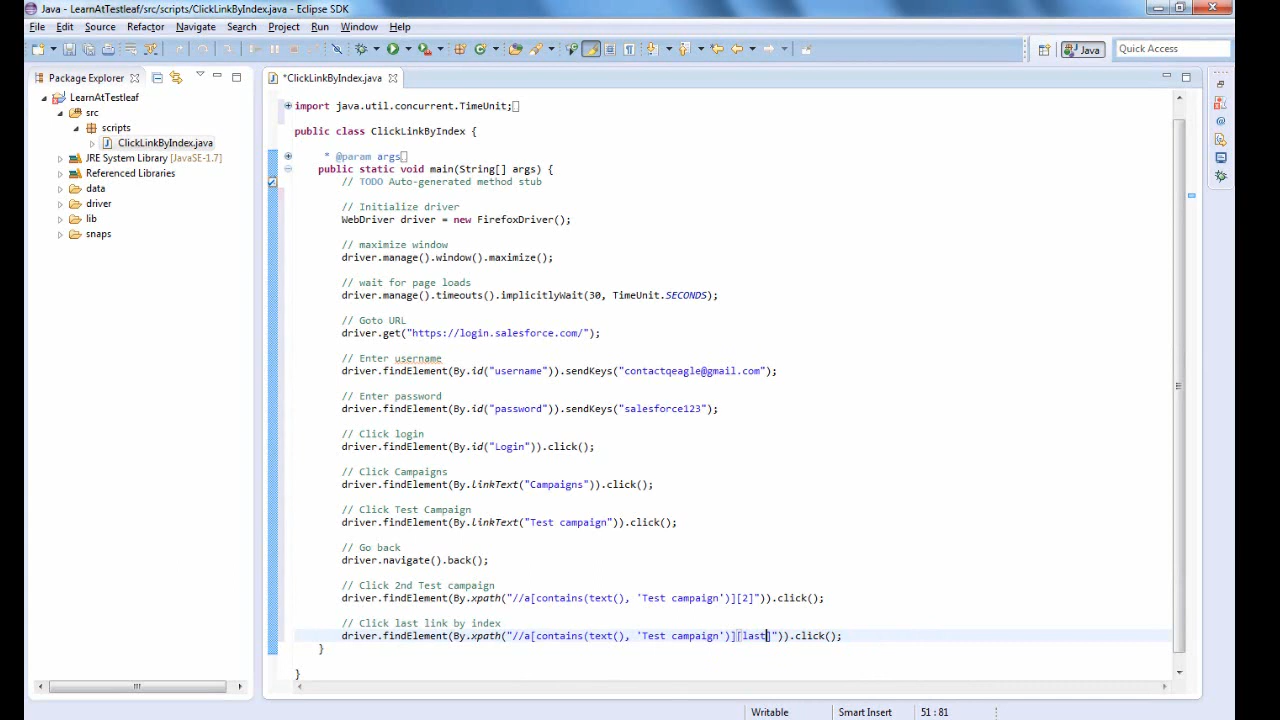 Java - LearnAtTestleaf/src/scripts/ClickLinkByIndex.java - Eclipse SDK
File Edit Source Refactor Navigate Search Project Run Window Help
Java
Quick Access
Package Explorer
*ClickLinkByIndex.java
LearnAtTestleaf
src
scripts
ClickLinkByIndex.java
JRE System Library [JavaSE-1.7]
Referenced Libraries
data
driver
lib
snaps
import java.util.concurrent.TimeUnit;
public class ClickLinkByIndex {
* @param args
public static void main(String[] args) {
// TODO Auto-generated method stub
// Initialize driver
WebDriver driver = new FirefoxDriver();
// maximize window
driver.manage().window().maximize();
// wait for page loads
driver.manage().timeouts().implicitlyWait(30, TimeUnit.SECONDS);
// Goto URL
driver.get("https://login.salesforce.com/");
// Enter username
driver.findElement(By.id("username")).sendKeys("contactqeagle@gmail.com");
// Enter password
driver.findElement(By.id("password")).sendKeys("salesforce123");
// Click login
driver.findElement(By.id("Login")).click();
// Click Campaigns
driver.findElement(By.linkText("Campaigns")).click();
// Click Test Campaign
driver.findElement(By.linkText("Test campaign")).click();
// Go back
driver.navigate().back();
// Click 2nd Test campaign
driver.findElement(By.xpath("//a[contains(text(), 'Test campaign')][2]")).click();
// Click last link by index
driver.findElement(By.xpath("//a[contains(text(), 'Test campaign')][last]")).click();
}
}
Writable
Smart Insert
51 : 81